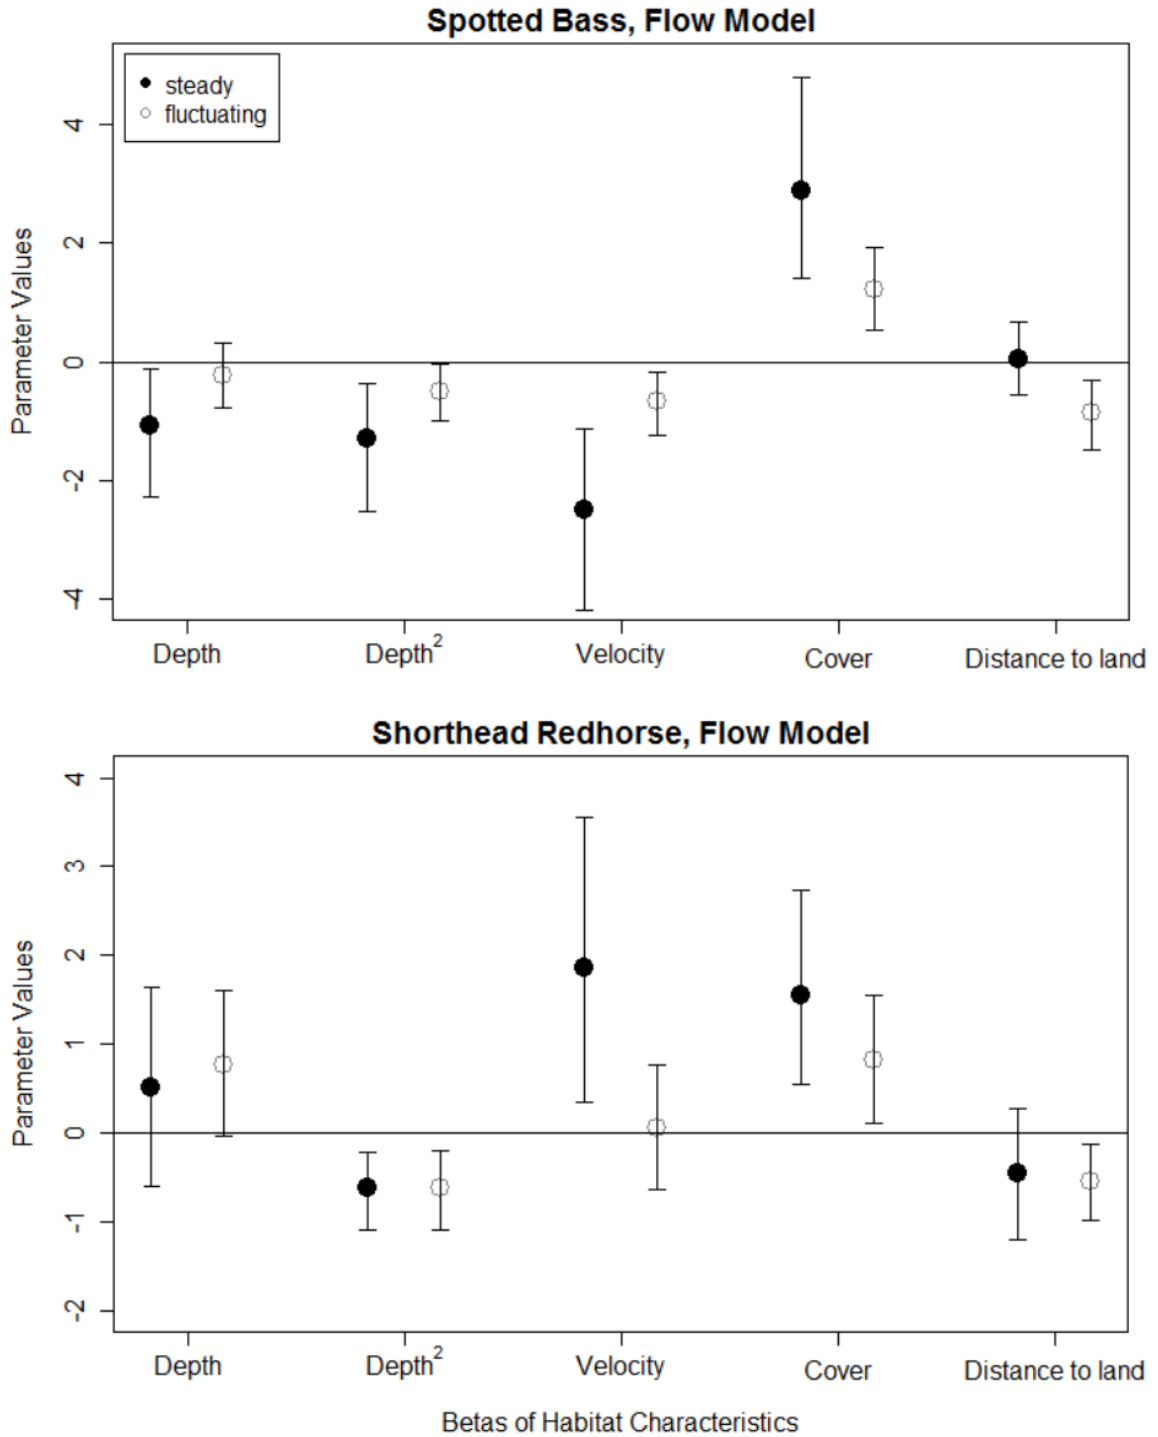 Spotted Bass, Flow Model
steady
fluctuating
Parameter Values
4
2
0
-2
-4
Depth Depth² Velocity Cover Distance to land
Shorthead Redhorse, Flow Model
Parameter Values
4
3
2
1
0
-1
-2
Depth Depth² Velocity Cover Distance to land
Betas of Habitat Characteristics